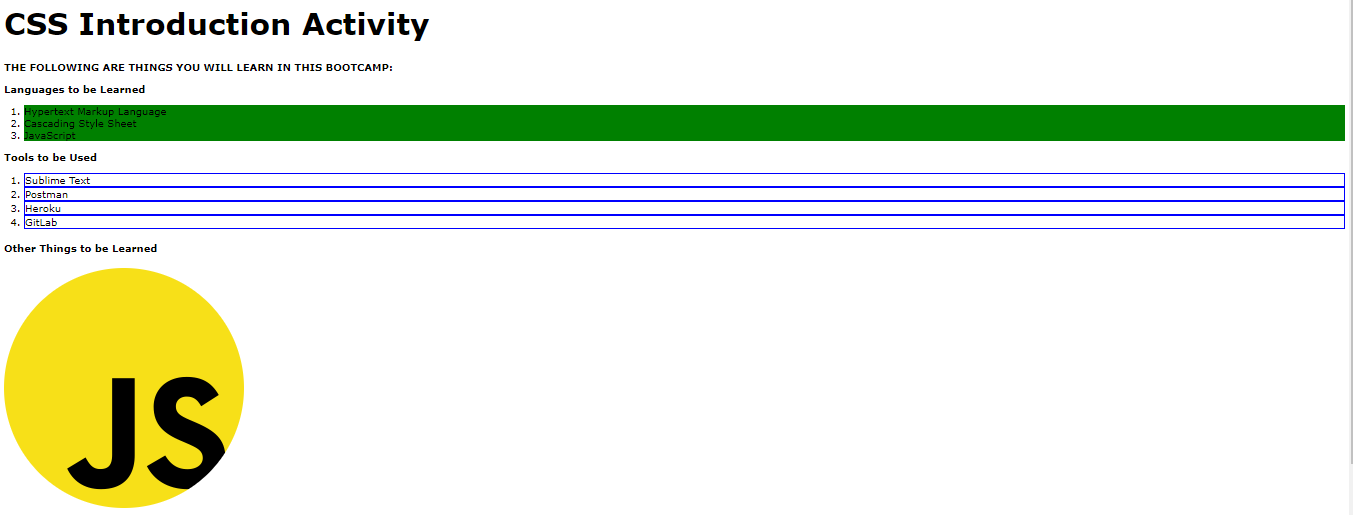 CSS Introduction Activity
THE FOLLOWING ARE THINGS YOU WILL LEARN IN THIS BOOTCAMP:
Languages to be Learned
1. Hypertext Markup Language
2. Cascading Style Sheet
3. JavaScript
Tools to be Used
1. Sublime Text
2. Postman
3. Heroku
4. GitLab
Other Things to be Learned
JS